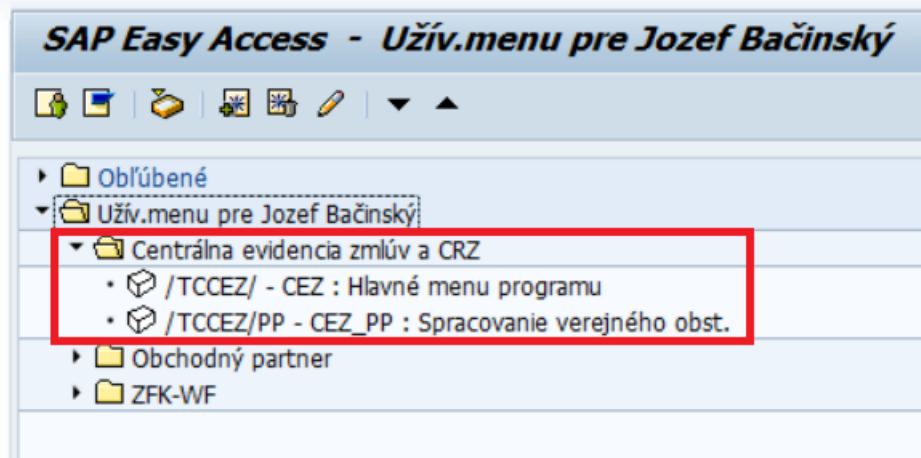 SAP Easy Access - Užív.menu pre Jozef Bačinský
Obľúbené
Užív.menu pre Jozef Bačinský
Centrálna evidencia zmlúv a CRZ
/TCCEZ/ - CEZ : Hlavné menu programu
/TCCEZ/PP - CEZ_PP : Spracovanie verejného obst.
Obchodný partner
ZFK-WF